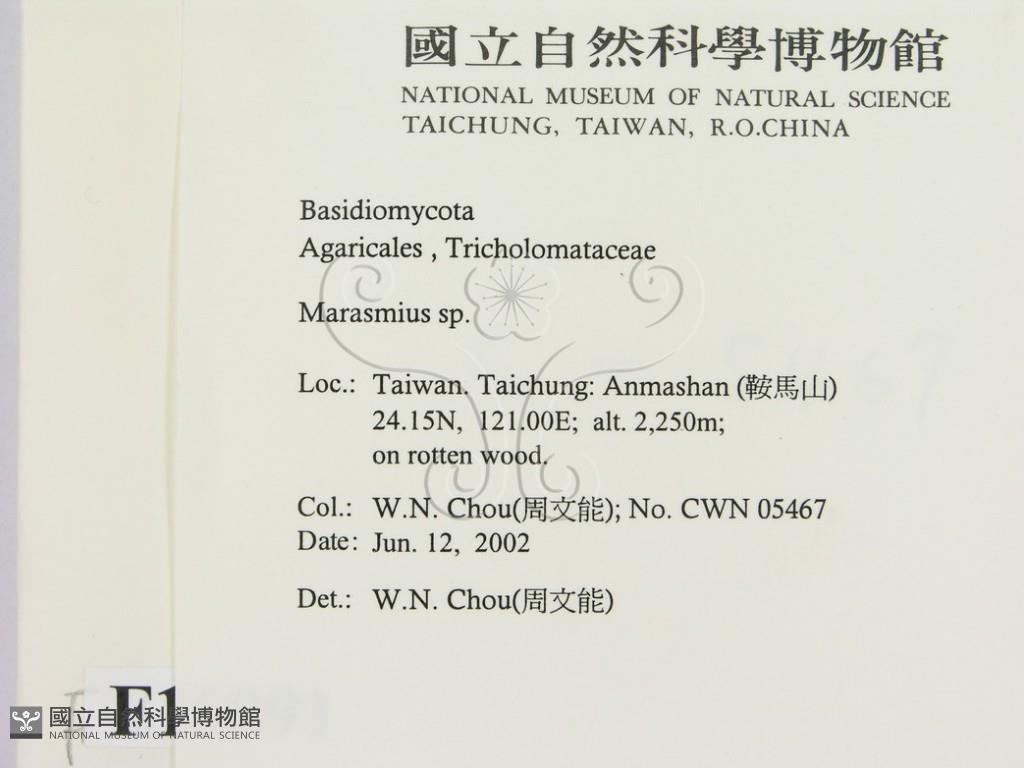 國立自然科學博物館
NATIONAL MUSEUM OF NATURAL SCIENCE
TAICHUNG, TAIWAN, R.O.CHINA
Basidiomycota
Agaricales , Tricholomataceae
Marasmius sp.
Loc.: Taiwan. Taichung: Anmashan (鞍馬山)
24.15N, 121.00E; alt. 2,250m;
on rotten wood.
Col.: W.N. Chou(周文能); No. CWN 05467
Date: Jun. 12, 2002
Det.: W.N. Chou(周文能)
F1
國立自然科學博物館
NATIONAL MUSEUM OF NATURAL SCIENCE